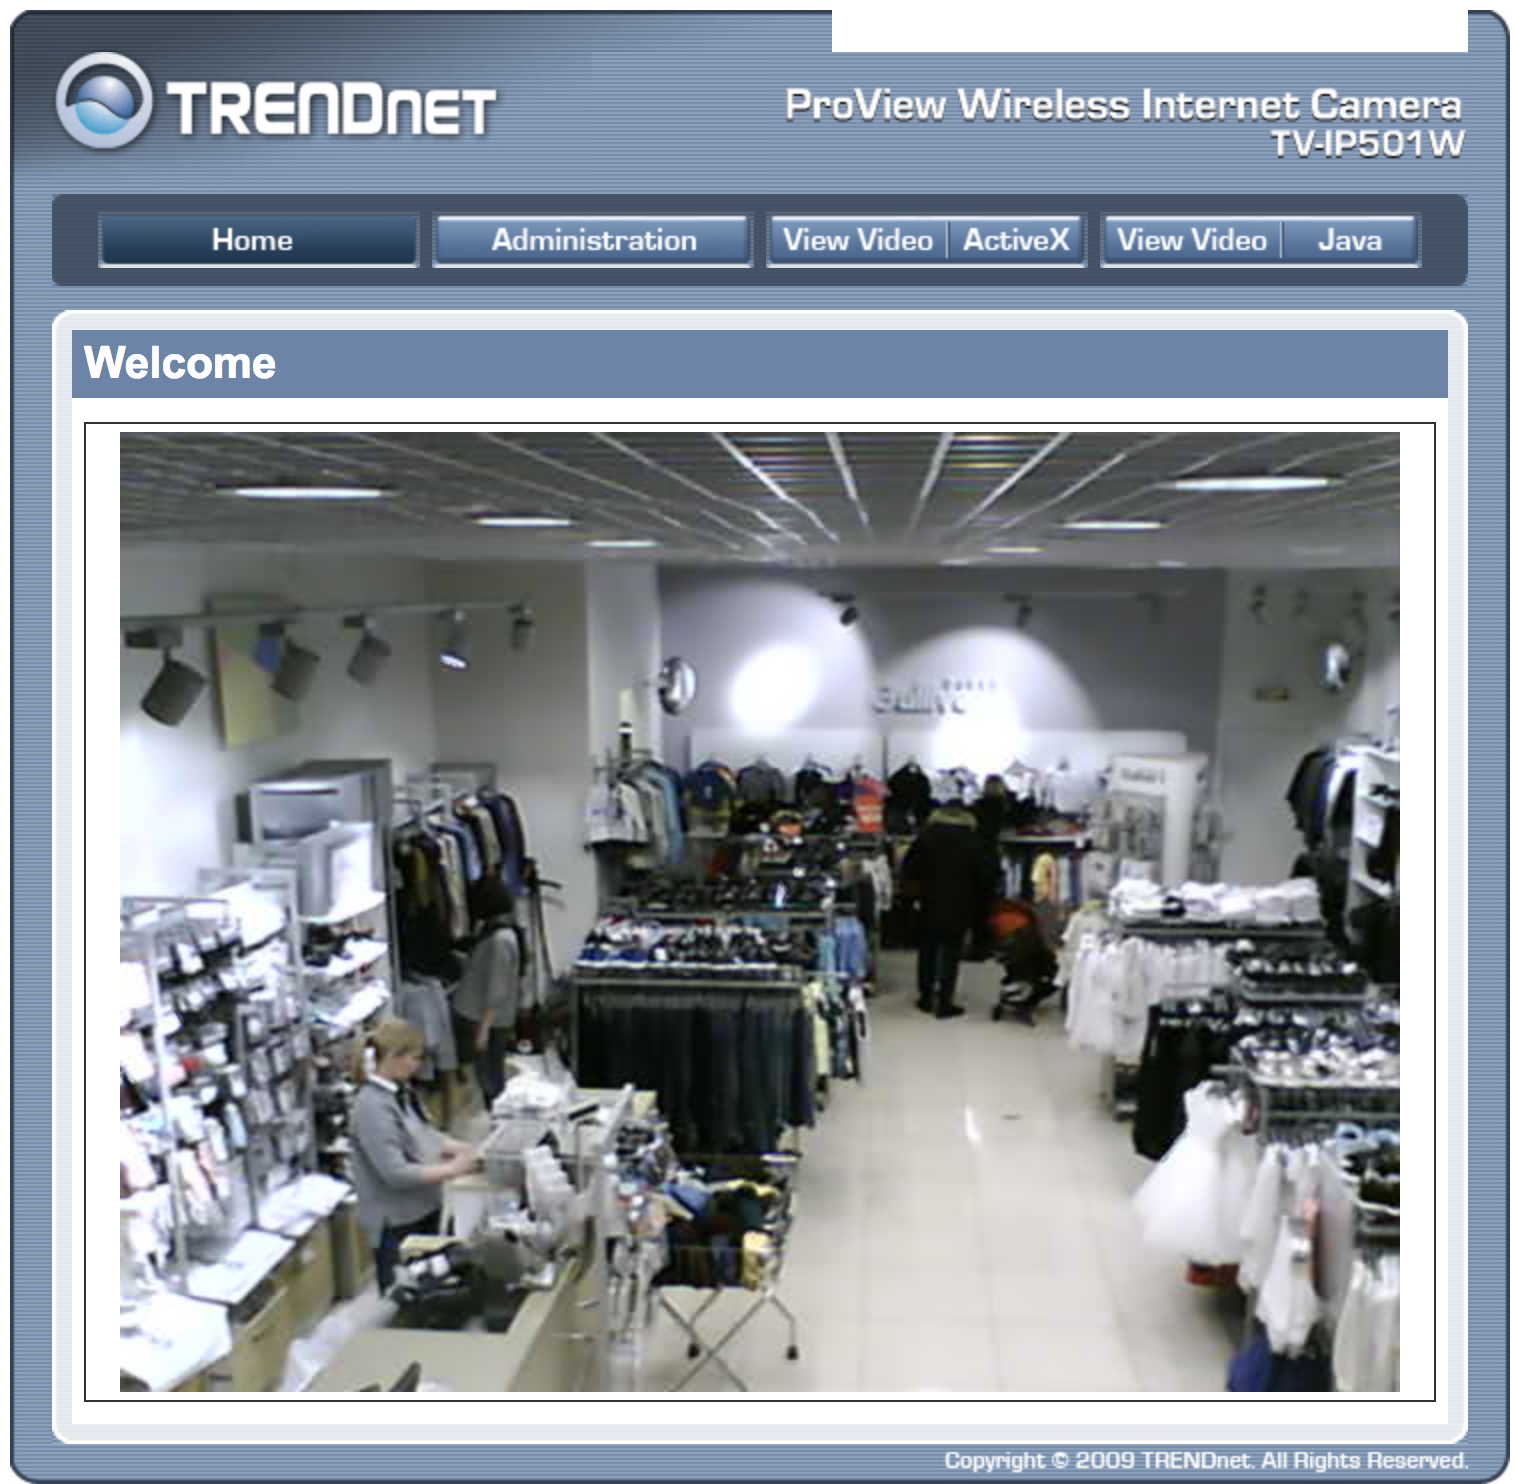 TRENDNET
ProView Wireless Internet Camera
TV-IP501W
Home
Administration
View Video ActiveX
View Video Java
Welcome
Copyright © 2009 TRENDnet. All Rights Reserved.